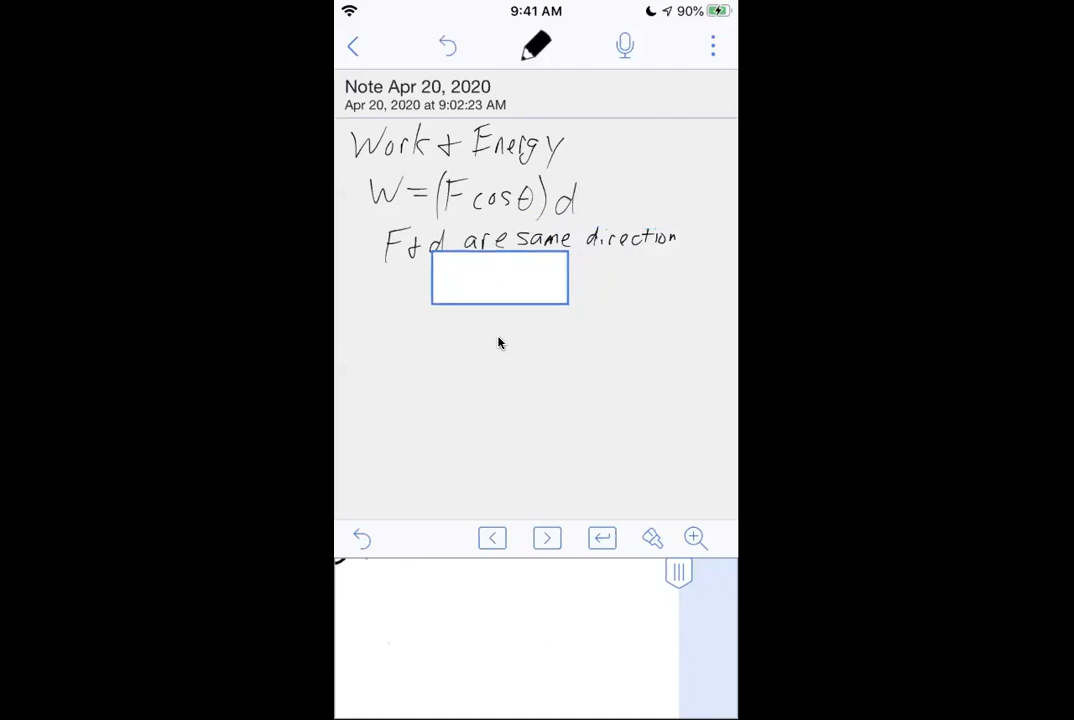 9:41 AM
90%
Note Apr 20, 2020
Apr 20, 2020 at 9:02:23 AM
Work + Energy
W = (F cosθ) d
F + d are same direction